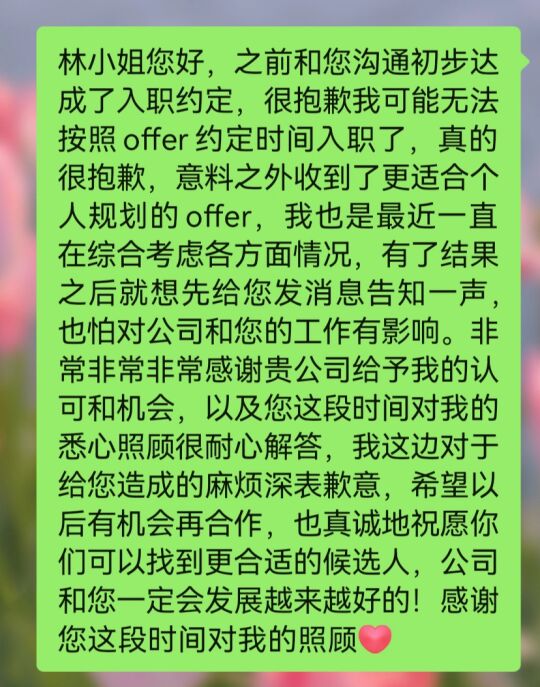 林小姐您好，之前和您沟通初步达
成了入职约定，很抱歉我可能无法
按照 offer 约定时间入职了，真的
很抱歉，意料之外收到了更适合个
人规划的 offer，我也是最近一直
在综合考虑各方面情况，有了结果
之后就想先给您发消息告知一声，
也怕对公司和您的工作有影响。非
常非常非常感谢贵公司给予我的认
可和机会，以及您这段时间对我的
悉心照顾很耐心解答，我这边对于
给您造成的麻烦深表歉意，希望以
后有机会再合作，也真诚地祝愿你
们可以找到更合适的候选人，公司
和您一定会发展越来越好的！感谢
您这段时间对我的照顾❤️